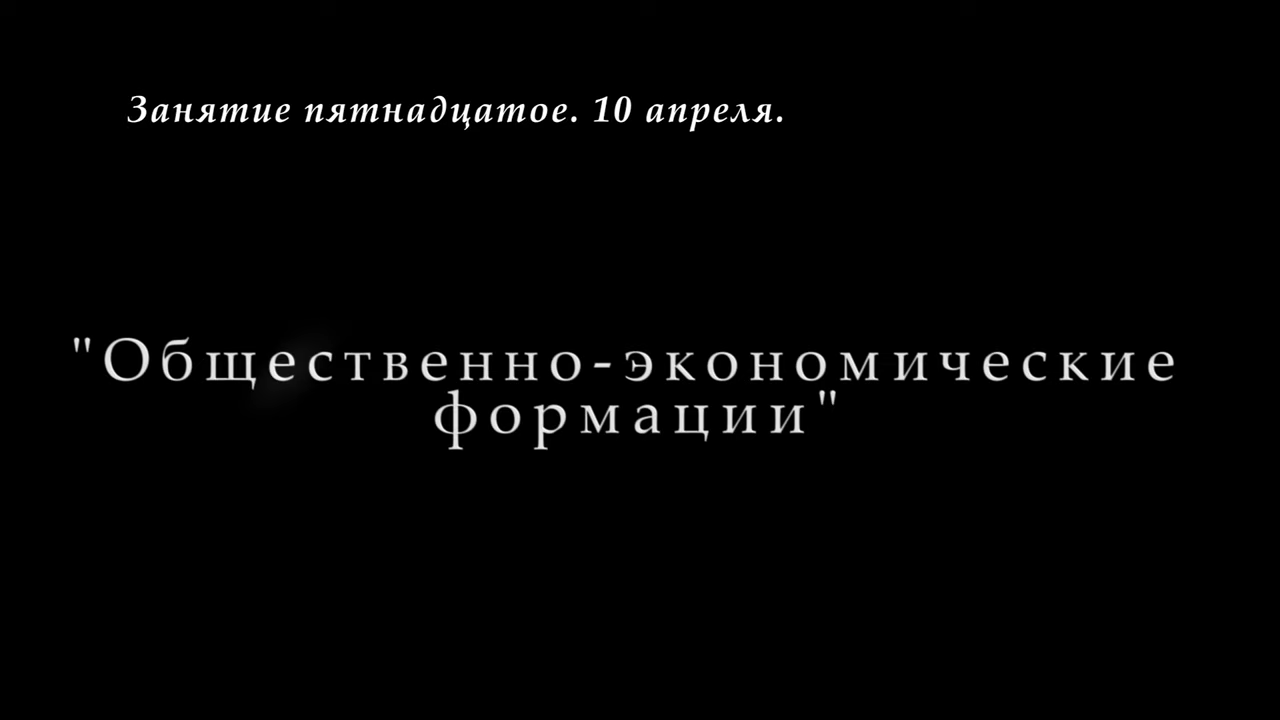 Занятие пятнадцатое. 10 апреля.
"Общественно-экономические
формации"